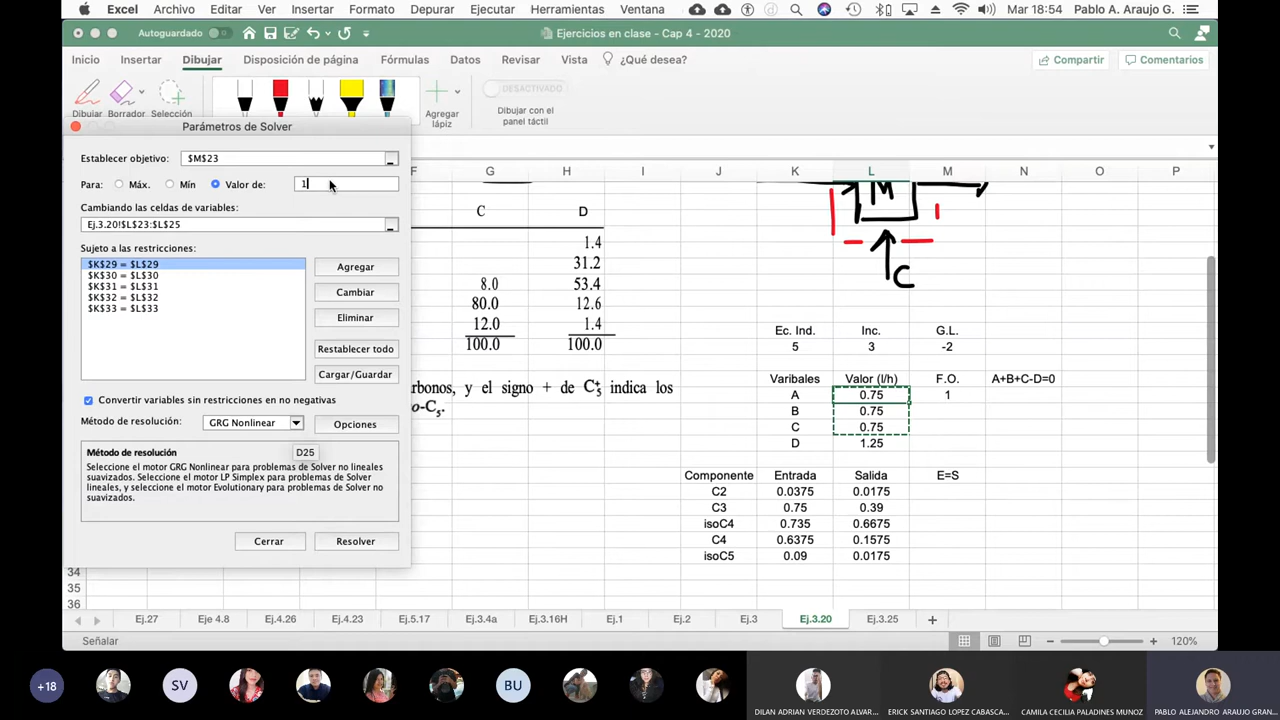 Excel Archivo Editar Ver Insertar Formato Depurar Ejecutar Herramientas Ventana Mar 18:54 Pablo A. Araujo G.
Autoguardado Ejercicios en clase - Cap 4 - 2020
Inicio Insertar Dibujar Disposición de página Fórmulas Datos Revisar Vista ¿Qué desea? Compartir Comentarios
DESACTIVADO
Dibujar Borrador Selección Agregar lápiz Dibujar con el panel táctil
Parámetros de Solver
Establecer objetivo: $M$23
Para: Máx. Mín Valor de: 1
Cambiando las celdas de variables:
Ej.3.20!$L$23:$L$25
Sujeto a las restricciones:
$K$29 = $L$29
$K$30 = $L$30
$K$31 = $L$31
$K$32 = $L$32
$K$33 = $L$33
Agregar
Cambiar
Eliminar
Restablecer todo
Cargar/Guardar
Convertir variables sin restricciones en no negativas
Método de resolución: GRG Nonlinear Opciones
D25
Método de resolución
Seleccione el motor GRG Nonlinear para problemas de Solver no lineales
suavizados. Seleccione el motor LP Simplex para problemas de Solver
lineales, y seleccione el motor Evolutionary para problemas de Solver no
suavizados.
Cerrar Resolver
F G H I J K L M N O P
C D
1.4
31.2
8.0 53.4
80.0 12.6
12.0 1.4
100.0 100.0
rbonos, y el signo + de C5+ indica los
o-C5.
M
C
Ec. Ind. Inc. G.L.
5 3 -2
Varibales Valor (l/h) F.O. A+B+C-D=0
A 0.75 1
B 0.75
C 0.75
D 1.25
Componente Entrada Salida E=S
C2 0.0375 0.0175
C3 0.75 0.39
isoC4 0.735 0.6675
C4 0.6375 0.1575
isoC5 0.09 0.0175
34
35
36
Ej.27 Eje 4.8 Ej.4.26 Ej.4.23 Ej.5.17 Ej.3.4a Ej.3.16H Ej.1 Ej.2 Ej.3 Ej.3.20 Ej.3.25
Señalar 120%
+18 SV BU
DILAN ADRIAN VERDEZOTO ALVAR... ERICK SANTIAGO LOPEZ CABASCA... CAMILA CECILIA PALADINES MUNOZ PABLO ALEJANDRO ARAUJO GRAN...